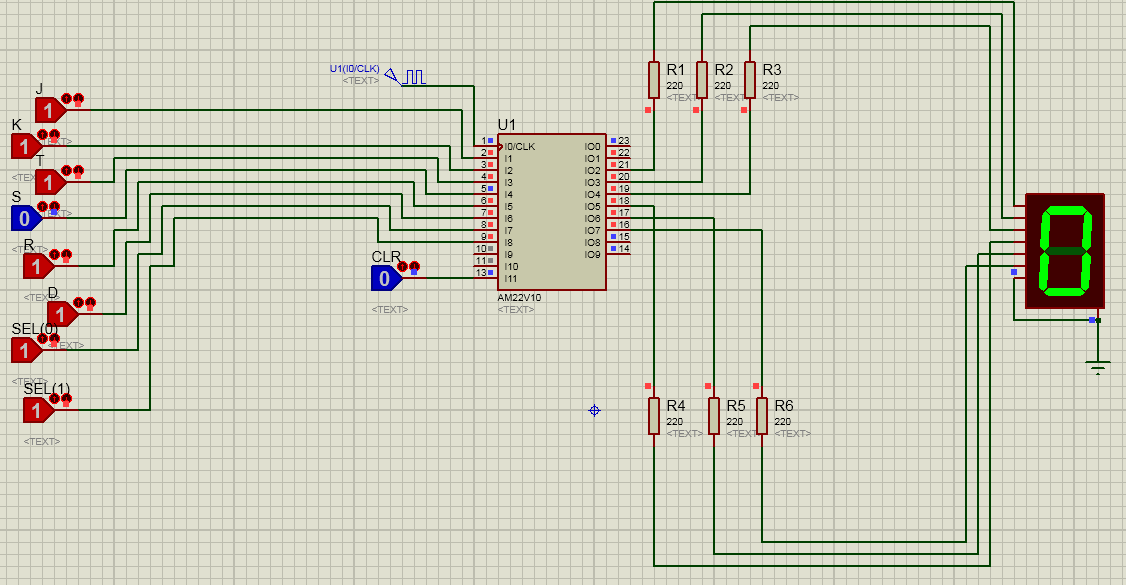 U1(I0/CLK)
<TEXT>
J
1
K
1
<TEXT>
T
<TEXT>
1
S
0
<TEXT>
R
1
<TEXT>
D
1
SEL(0)
1
<TEXT>
<TEXT>
SEL(1)
1
<TEXT>
CLR
0
<TEXT>
U1
1 I0/CLK IO0 23
2 I1 IO1 22
3 I2 IO2 21
4 I3 IO3 20
5 I4 IO4 19
6 I5 IO5 18
7 I6 IO6 17
8 I7 IO7 16
9 I8 IO8 15
10 I9 IO9 14
11 I10
13 I11
AM22V10
<TEXT>
R1 R2 R3
220 220 220
<TEXT> <TEXT> <TEXT>
0
R4 R5 R6
220 220 220
<TEXT> <TEXT> <TEXT>